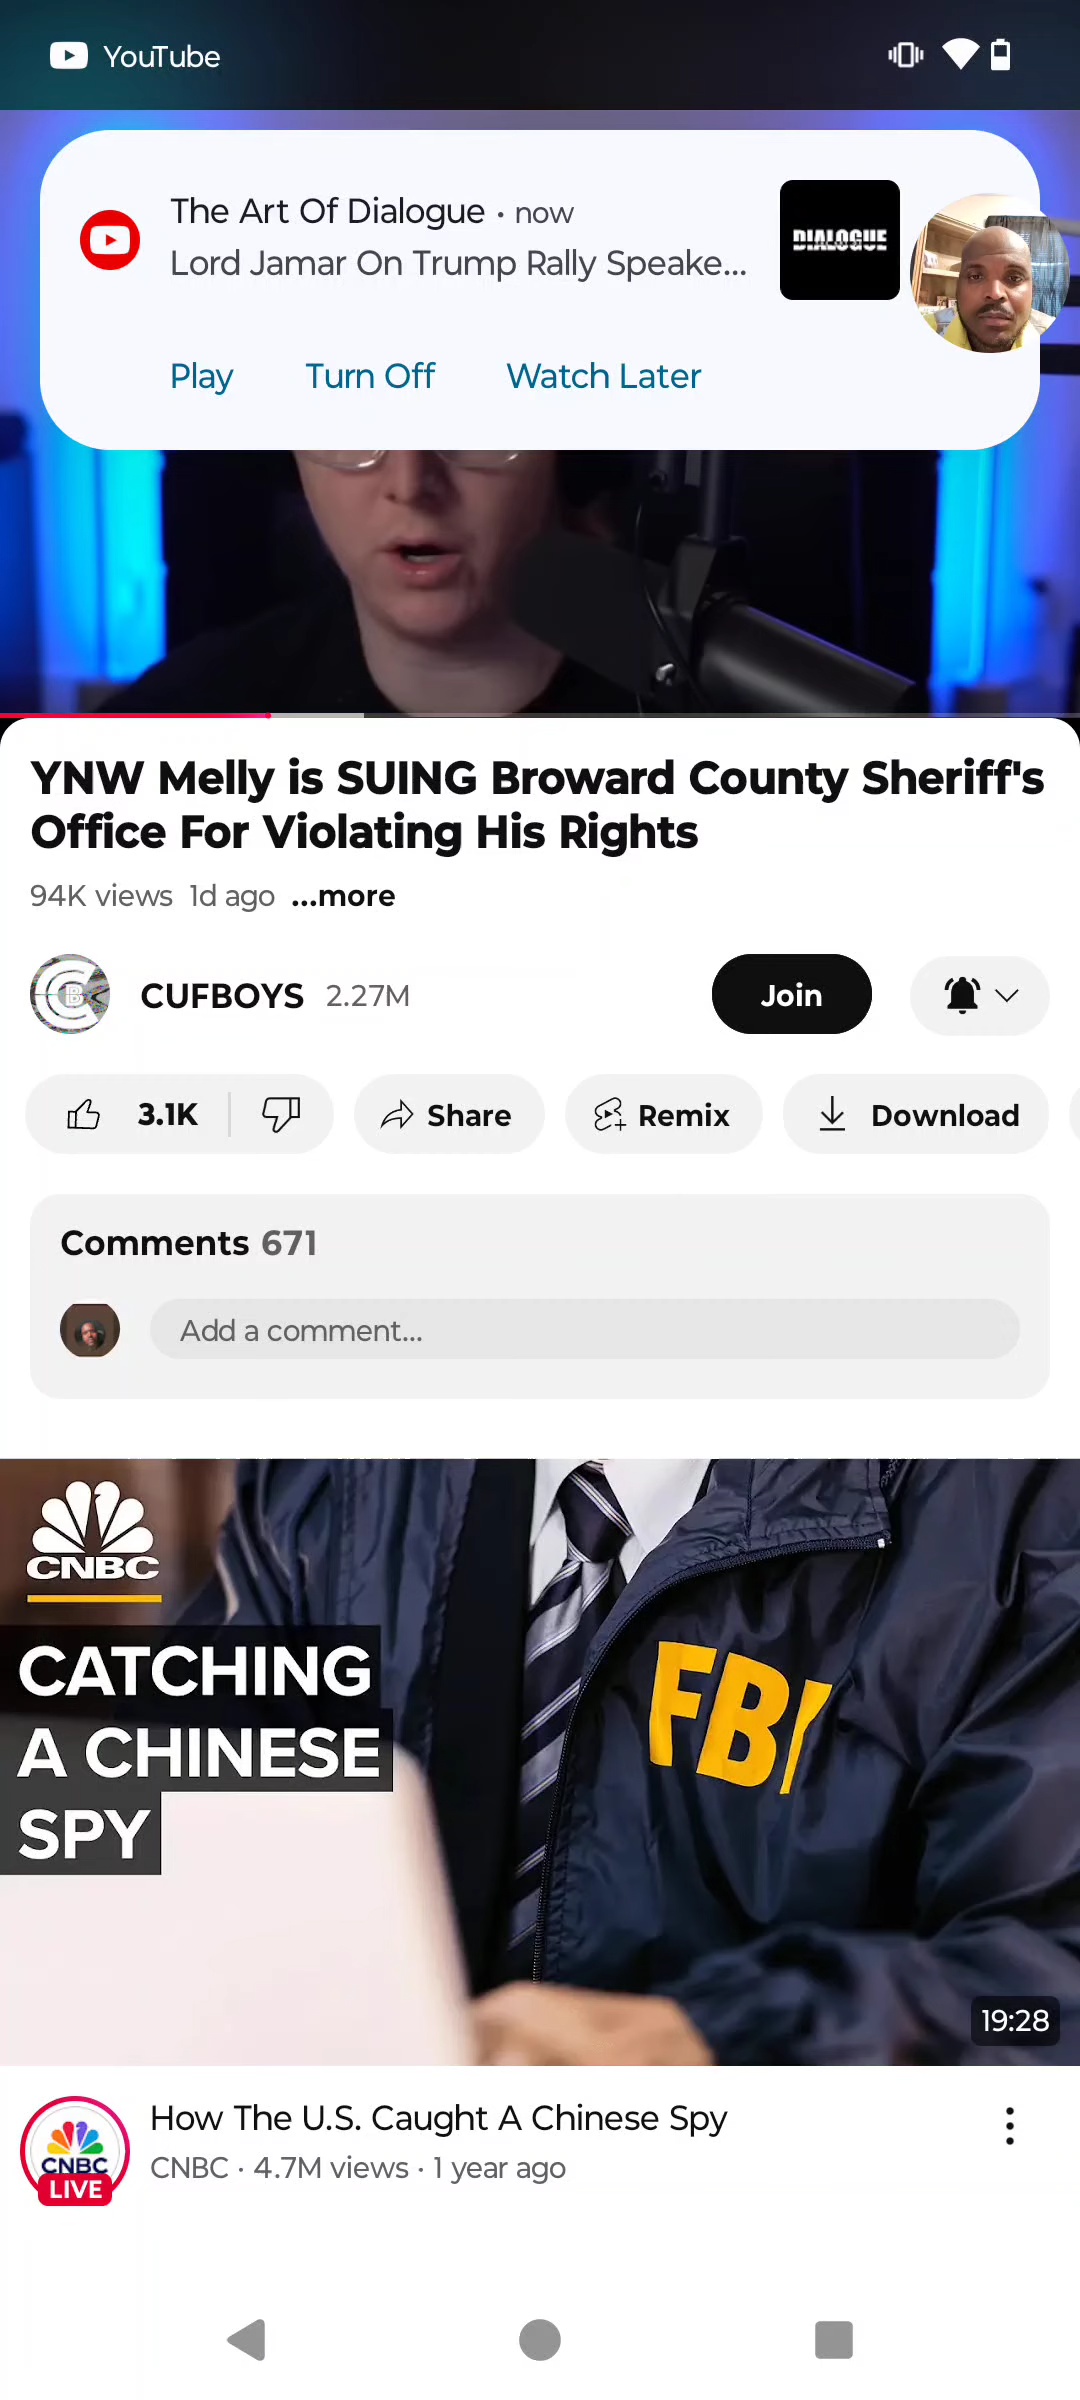 YouTube
The Art Of Dialogue • now
Lord Jamar On Trump Rally Speake...
DIALOGUE
Play Turn Off Watch Later
YNW Melly is SUING Broward County Sheriff's
Office For Violating His Rights
94K views 1d ago ...more
CUFBOYS 2.27M
Join
3.1K Share Remix Download
Comments 671
Add a comment...
CNBC
CATCHING
A CHINESE
SPY
FBI
19:28
How The U.S. Caught A Chinese Spy
CNBC · 4.7M views · 1 year ago
CNBC
LIVE